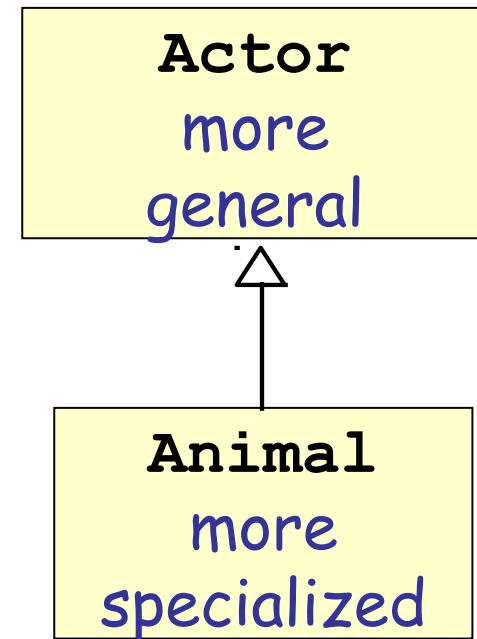 Actor
more
general
Animal
more
specialized